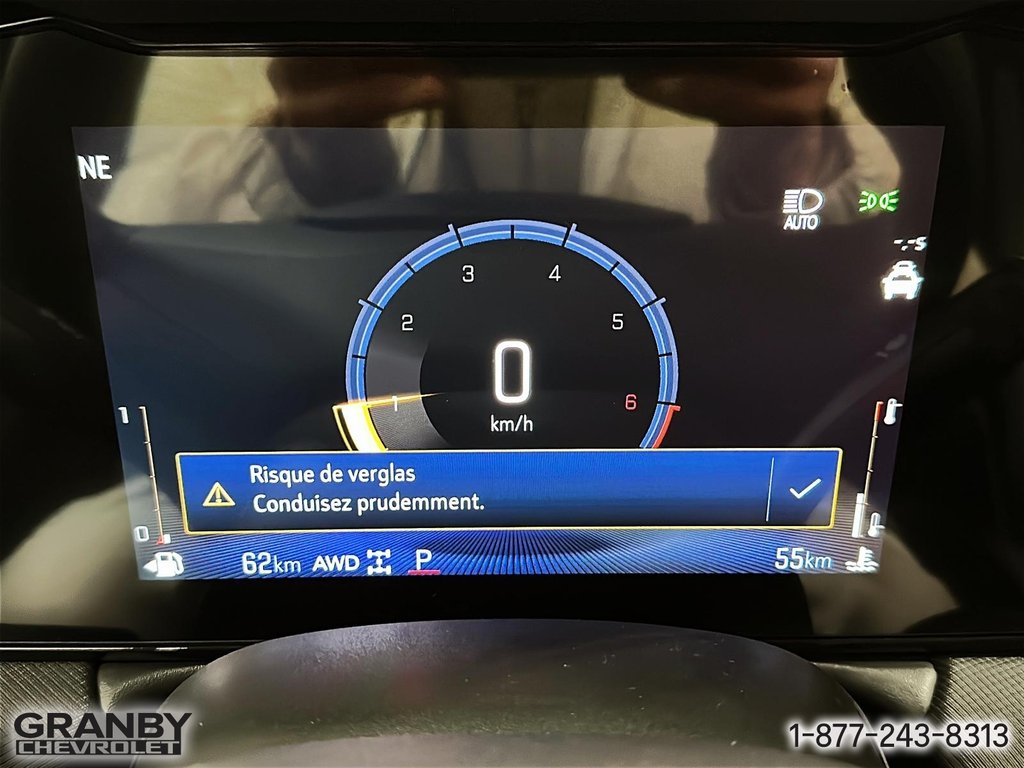 NE
AUTO
-.-s
3 4
2 5
1 6
0
km/h
1
Risque de verglas
Conduisez prudemment.
0
62km AWD P 55km
GRANBY
CHEVROLET
1-877-243-8313